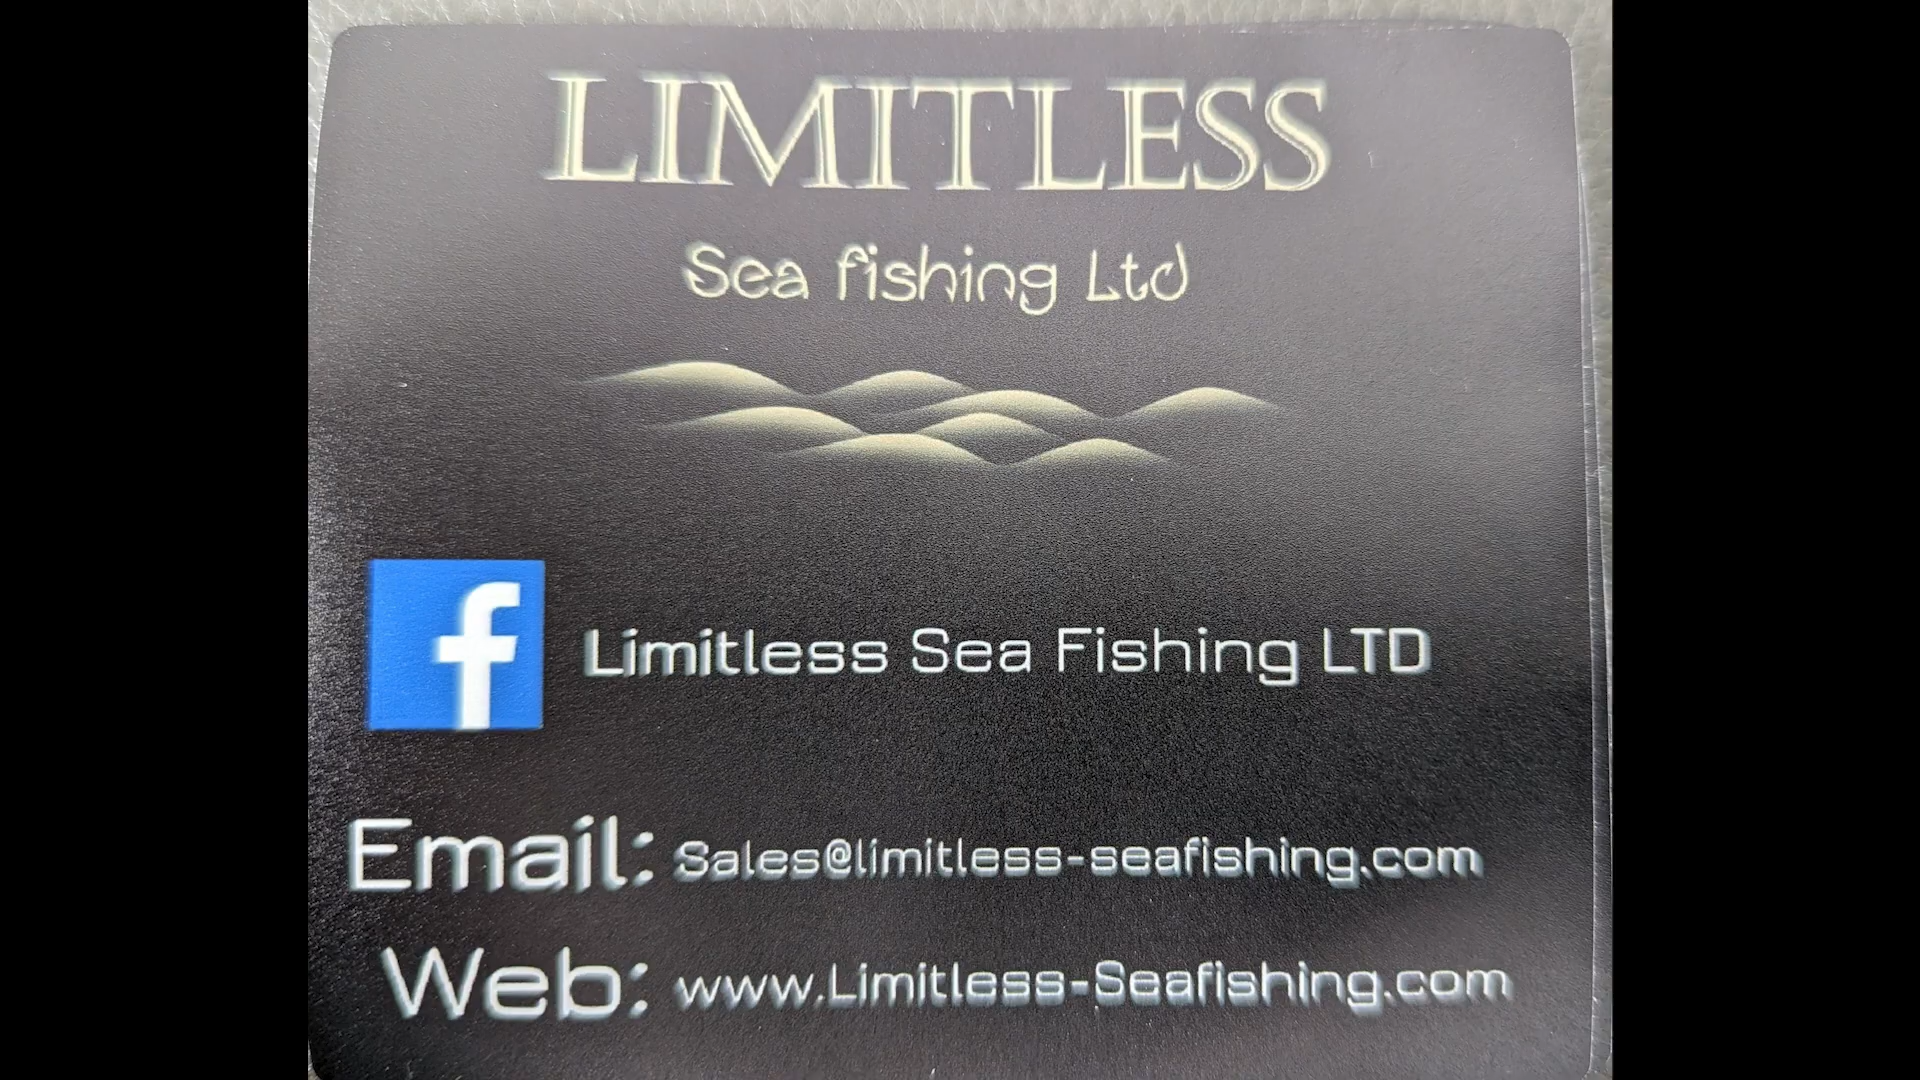 LIMITLESS
Sea fishing Ltd
f Limitless Sea Fishing LTD
Email: Sales@limitless-seafishing.com
Web: www.Limitless-Seafishing.com